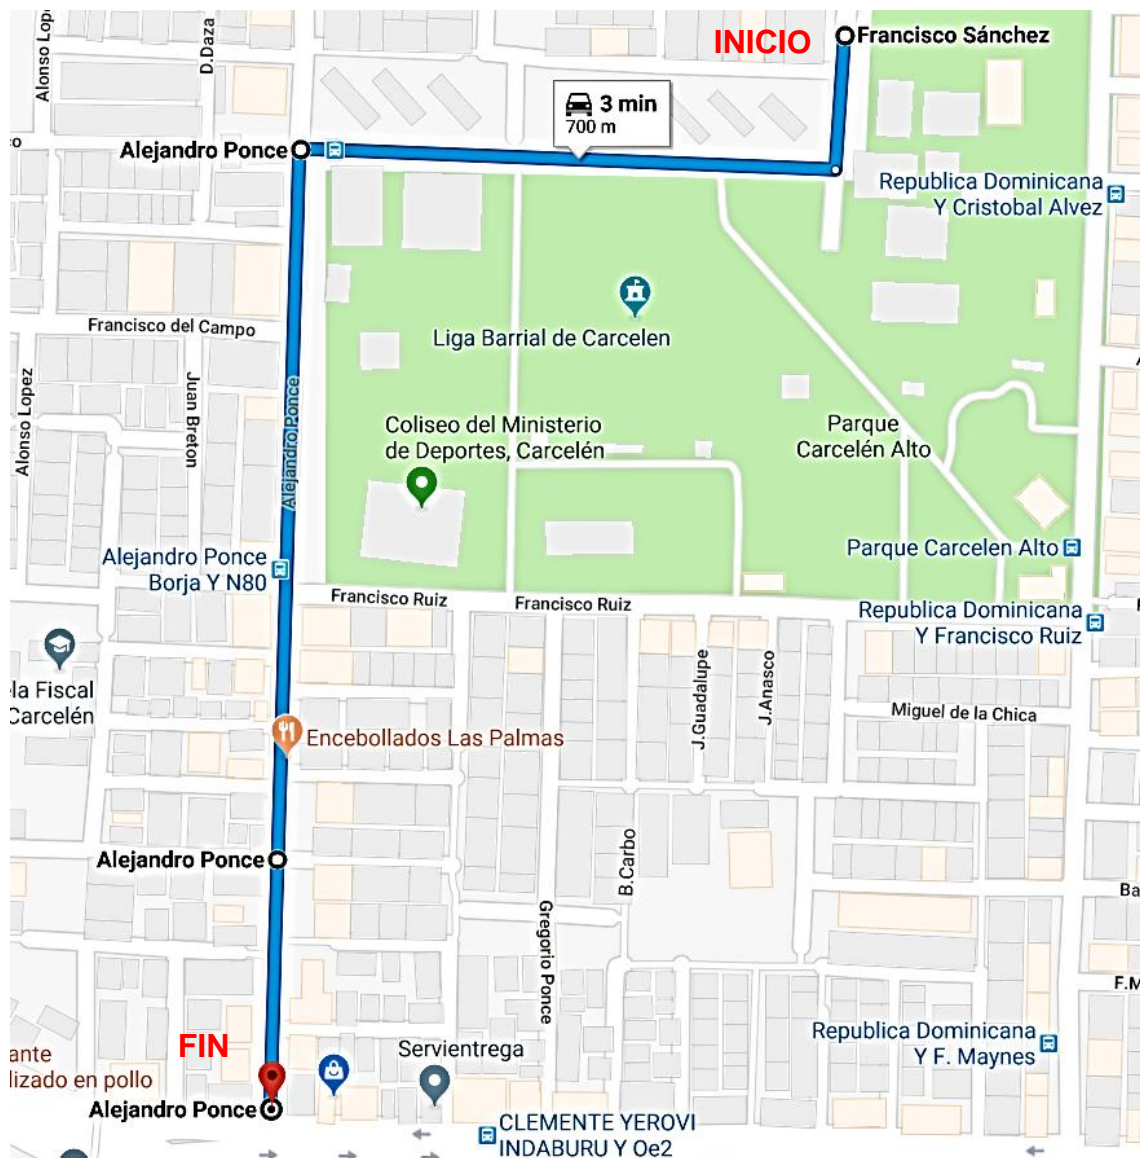 Alonso Lop
D.Daza
INICIO
Francisco Sánchez
3 min
700 m
co
Alejandro Ponce
Republica Dominicana
Y Cristobal Alvez
Francisco del Campo
Liga Barrial de Carcelen
Alonso Lopez
Juan Breton
Alejandro Ponce
Coliseo del Ministerio
de Deportes, Carcelén
Parque
Carcelén Alto
Alejandro Ponce
Borja Y N80
Parque Carcelen Alto
Francisco Ruiz
Francisco Ruiz
Republica Dominicana
Y Francisco Ruiz
ela Fiscal
Carcelén
J.Guadalupe
J.Anasco
Miguel de la Chica
Encebollados Las Palmas
Alejandro Ponce
B.Carbo
Ba
Gregorio Ponce
F.M
FIN
Servientrega
Republica Dominicana
Y F. Maynes
ante
lizado en pollo
Alejandro Ponce
CLEMENTE YEROVI
INDABURU Y Oe2